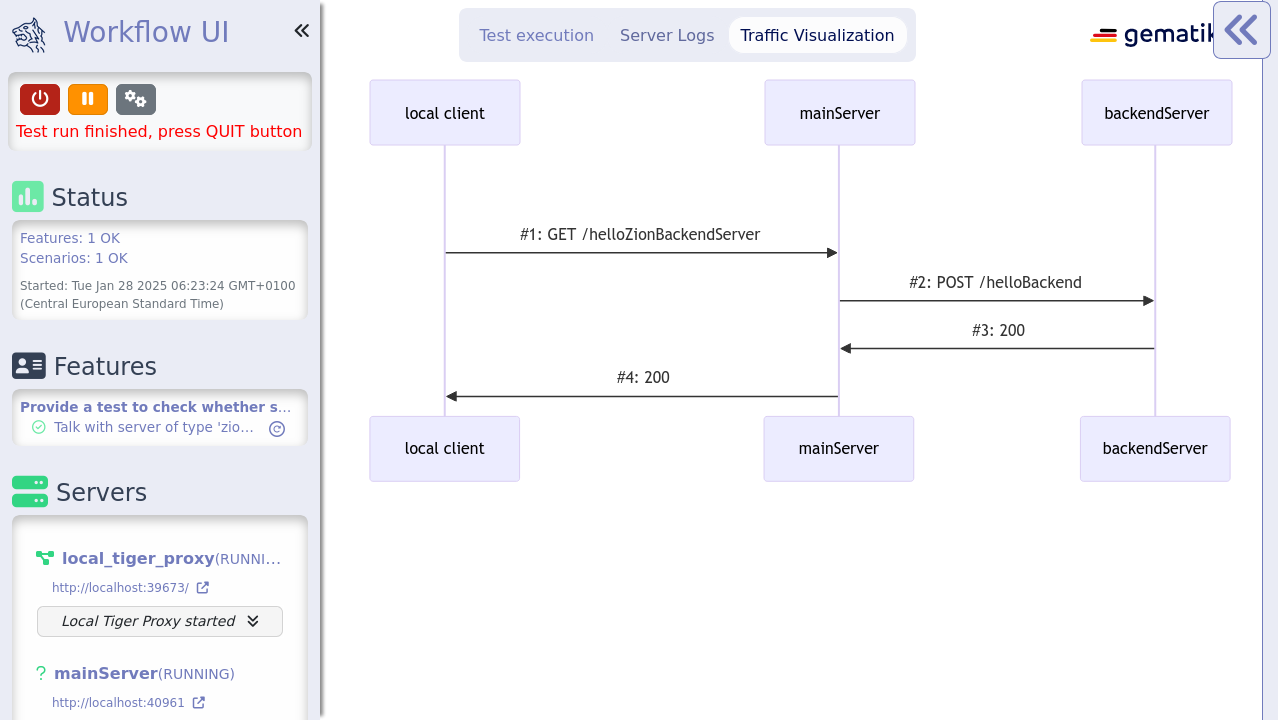 Workflow UI
Test run finished, press QUIT button
Status
Features: 1 OK
Scenarios: 1 OK
Started: Tue Jan 28 2025 06:23:24 GMT+0100
(Central European Standard Time)
Features
Provide a test to check whether s...
Talk with server of type 'zio...
Servers
local_tiger_proxy(RUNNI...
http://localhost:39673/
Local Tiger Proxy started
mainServer(RUNNING)
http://localhost:40961
Test execution Server Logs Traffic Visualization
gematik
local client mainServer backendServer
#1: GET /helloZionBackendServer
#2: POST /helloBackend
#3: 200
#4: 200
local client mainServer backendServer